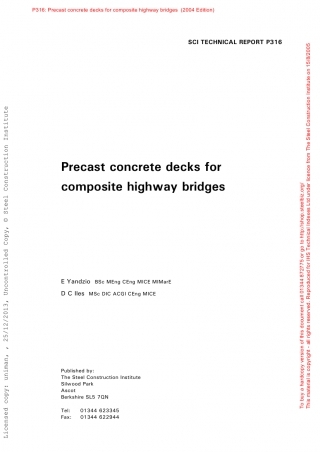 P316: Precast concrete decks for composite highway bridges (2004 Edition)
SCI TECHNICAL REPORT P316
Precast concrete decks for
composite highway bridges
E Yandzio BSc MEng CEng MICE MIMarE
D C Iles MSc DIC ACGI CEng MICE
Published by:
The Steel Construction Institute
Silwood Park
Ascot
Berkshire SL5 7QN
Tel: 01344 623345
Fax: 01344 622944
Licensed copy: uniman, , 25/12/2013, Uncontrolled Copy, © Steel Construction Institute
This material is copyright - all rights reserved. Reproduced for IHS Technical Indexes Ltd under licence from The Steel Construction Institute on 15/8/2005
To buy a hardcopy version of this document call 01344 872775 or go to http://shop.steelbiz.org/